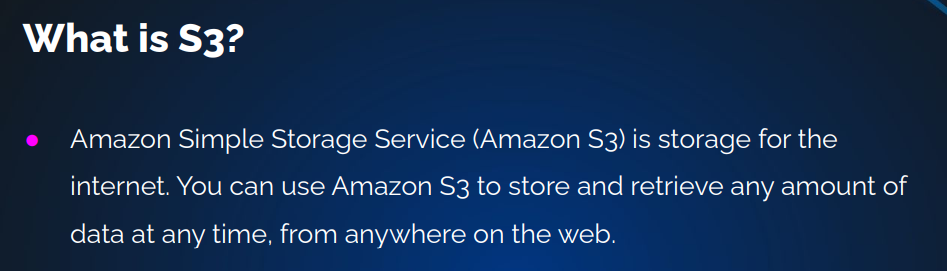 What is S3?
● Amazon Simple Storage Service (Amazon S3) is storage for the
internet. You can use Amazon S3 to store and retrieve any amount of
data at any time, from anywhere on the web.